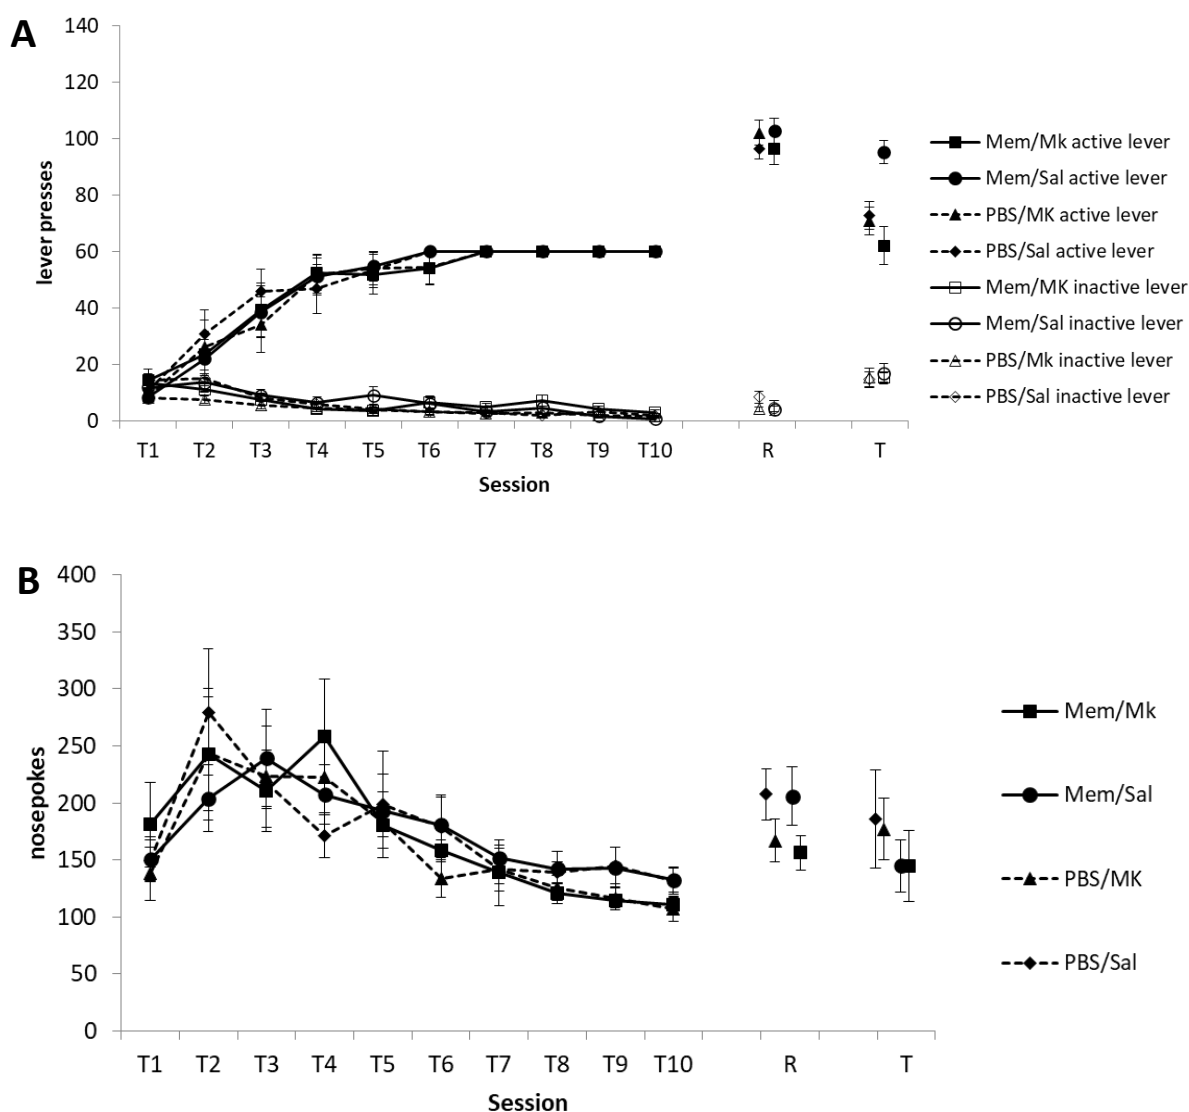 A
140
120
100
80
60
40
20
0
lever presses
T1 T2 T3 T4 T5 T6 T7 T8 T9 T10 R T
Session
Mem/Mk active lever
Mem/Sal active lever
PBS/MK active lever
PBS/Sal active lever
Mem/MK inactive lever
Mem/Sal inactive lever
PBS/Mk inactive lever
PBS/Sal inactive lever
B
400
350
300
250
200
150
100
50
0
nosepokes
T1 T2 T3 T4 T5 T6 T7 T8 T9 T10 R T
Session
Mem/Mk
Mem/Sal
PBS/MK
PBS/Sal